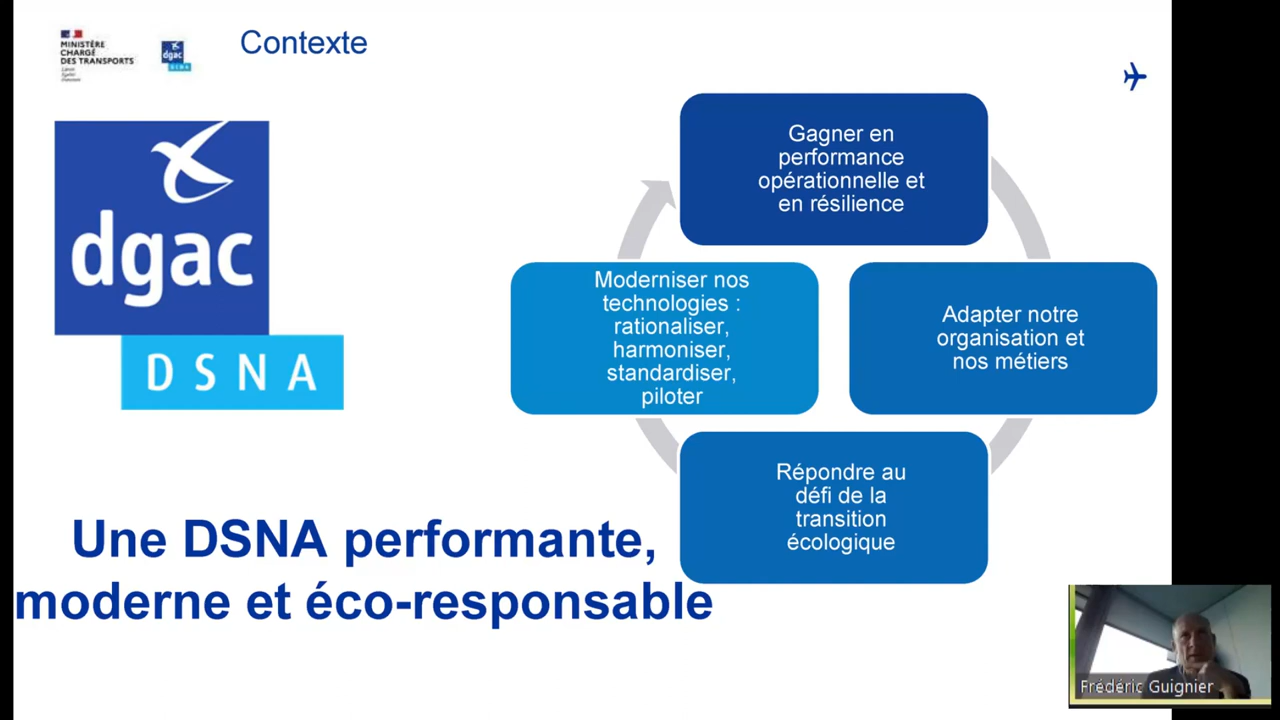 MINISTÈRE
CHARGÉ
DES TRANSPORTS
dgac
DSNA
Contexte
dgac
DSNA
Gagner en
performance
opérationnelle et
en résilience
Moderniser nos
technologies :
rationaliser,
harmoniser,
standardiser,
piloter
Adapter notre
organisation et
nos métiers
Répondre au
défi de la
transition
écologique
Une DSNA performante,
moderne et éco-responsable
Frédéric Guignier